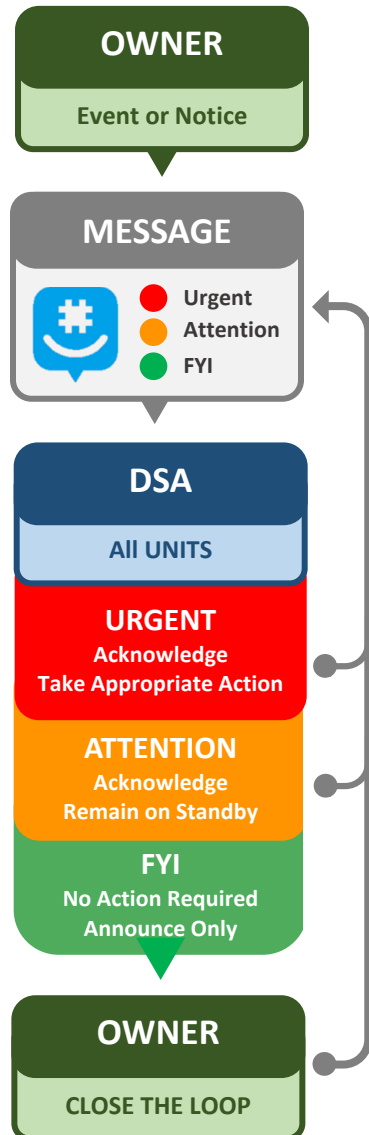 OWNER
Event or Notice
MESSAGE
#
Urgent
Attention
FYI
DSA
All UNITS
URGENT
Acknowledge
Take Appropriate Action
ATTENTION
Acknowledge
Remain on Standby
FYI
No Action Required
Announce Only
OWNER
CLOSE THE LOOP